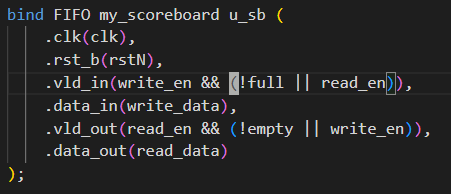 bind FIFO my_scoreboard u_sb (
    .clk(clk),
    .rst_b(rstN),
    .vld_in(write_en && (!full || read_en)),
    .data_in(write_data),
    .vld_out(read_en && (!empty || write_en)),
    .data_out(read_data)
);